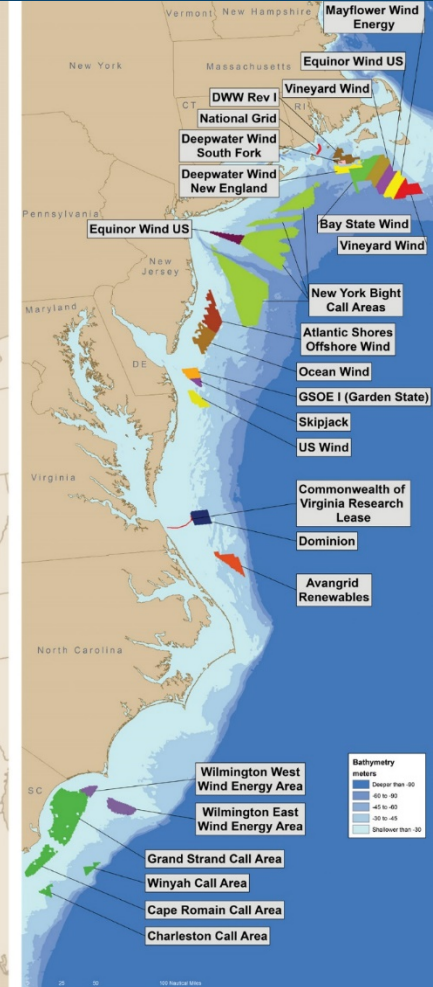 Vermont
New Hampshire
Mayflower Wind
Energy
New York
Massachusetts
Equinor Wind US
CT
RI
DWW Rev I
Vineyard Wind
National Grid
Deepwater Wind
South Fork
Deepwater Wind
New England
Pennsylvania
Bay State Wind
Equinor Wind US
Vineyard Wind
New
Jersey
New York Bight
Call Areas
Maryland
Atlantic Shores
Offshore Wind
DE
Ocean Wind
GSOE I (Garden State)
Skipjack
US Wind
Virginia
Commonwealth of
Virginia Research
Lease
Dominion
Avangrid
Renewables
North Carolina
Bathymetry
meters
Deeper than -90
-60 to -90
-45 to -60
-30 to -45
Shallower than -30
SC
Wilmington West
Wind Energy Area
Wilmington East
Wind Energy Area
Grand Strand Call Area
Winyah Call Area
Cape Romain Call Area
Charleston Call Area
25
50
100 Nautical Miles